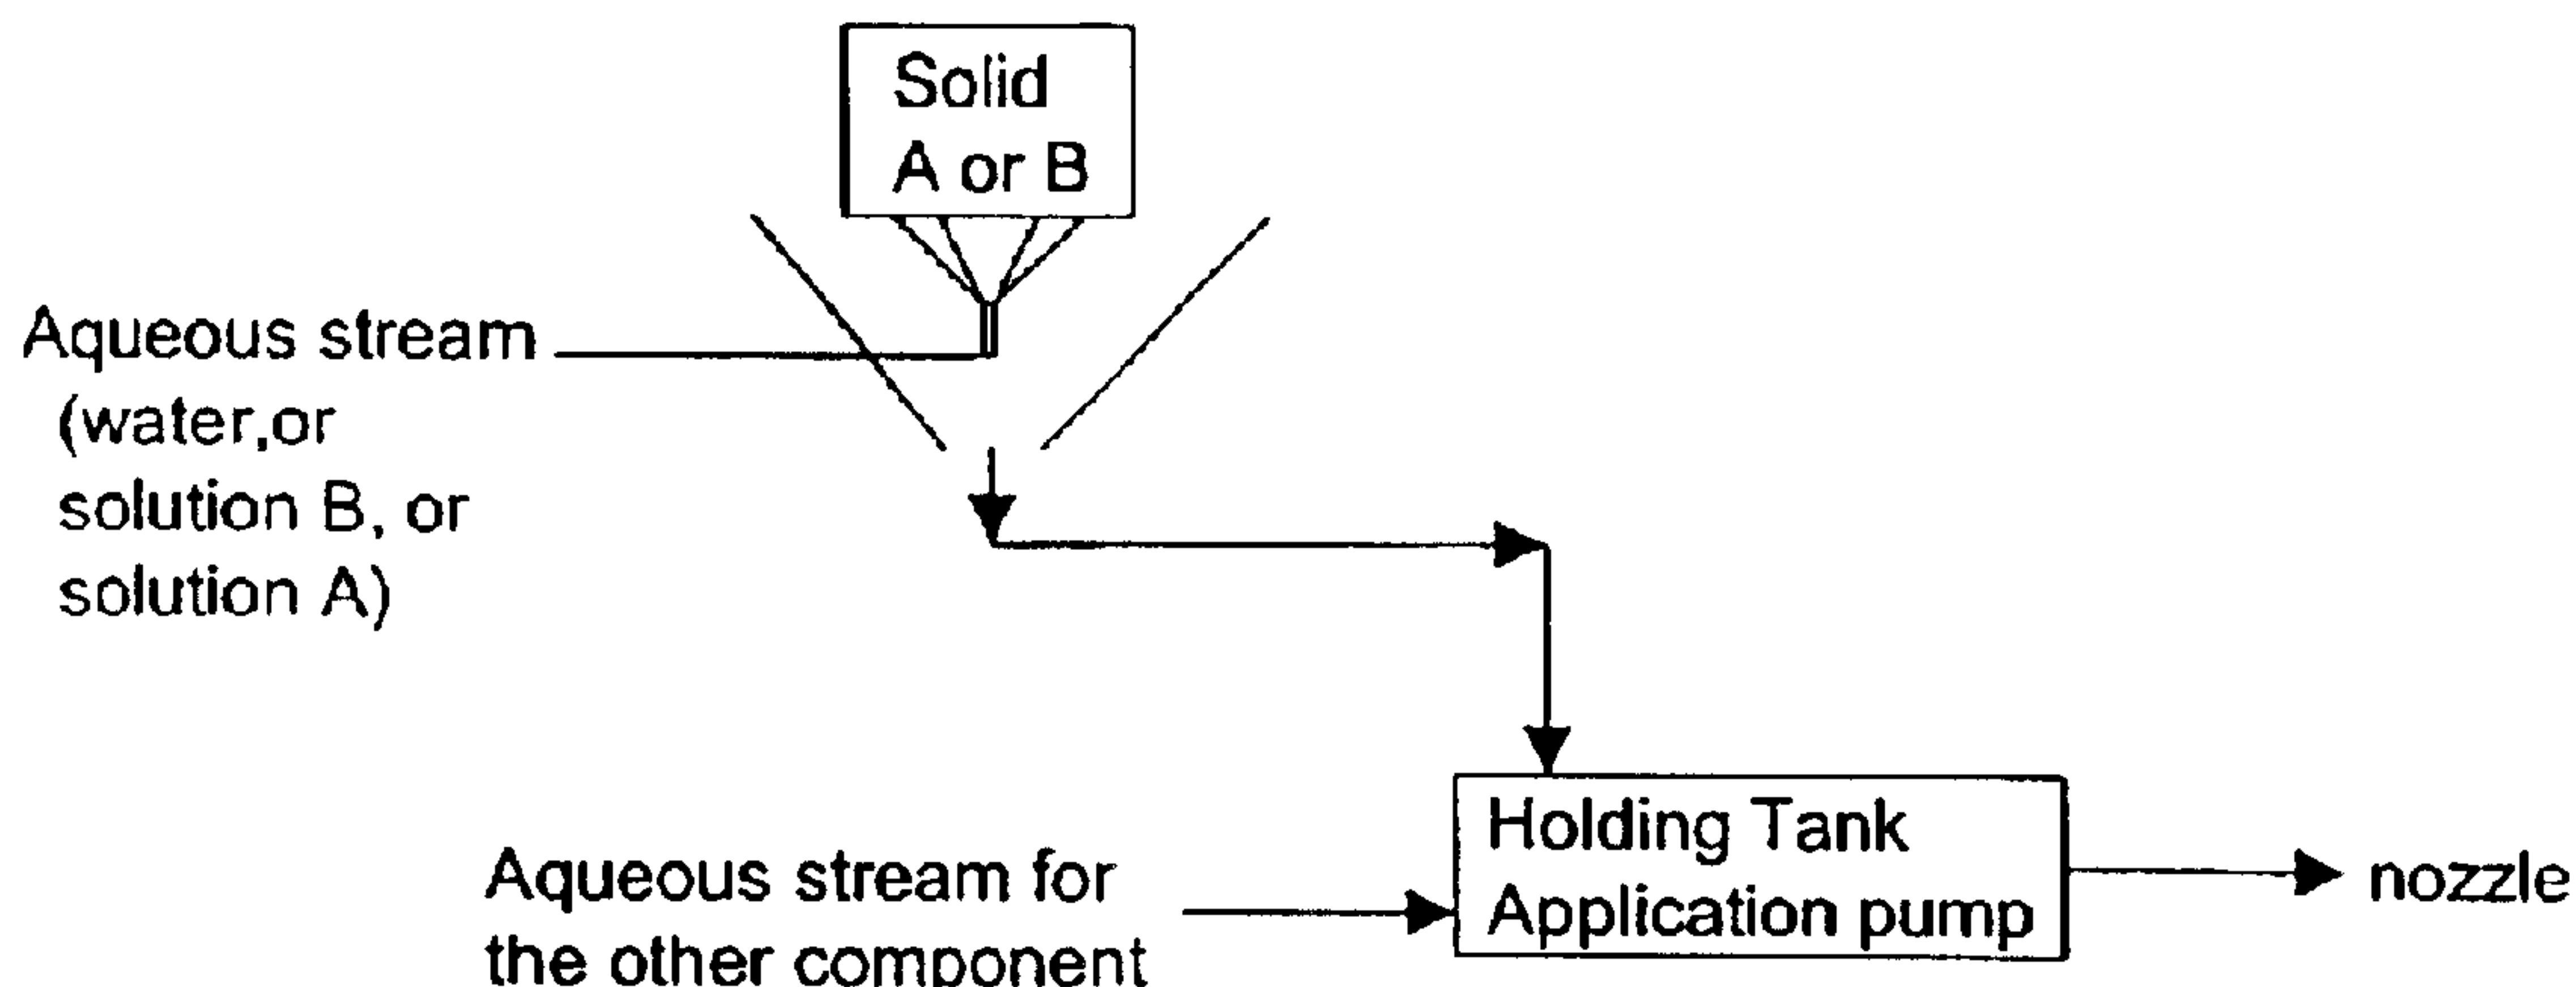 Solid
A or B
Aqueous stream
(water,or
solution B, or
solution A)
Holding Tank
Application pump
nozzle
Aqueous stream for
the other component